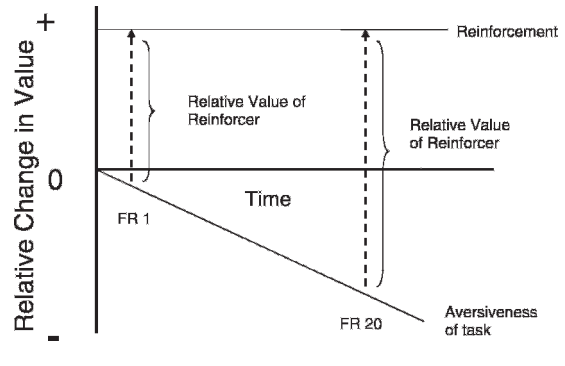 +
Reinforcement
Relative Change in Value
Relative Value of
Reinforcer
Relative Value
of Reinforcer
0
Time
FR 1
FR 20
Aversiveness
of task
-